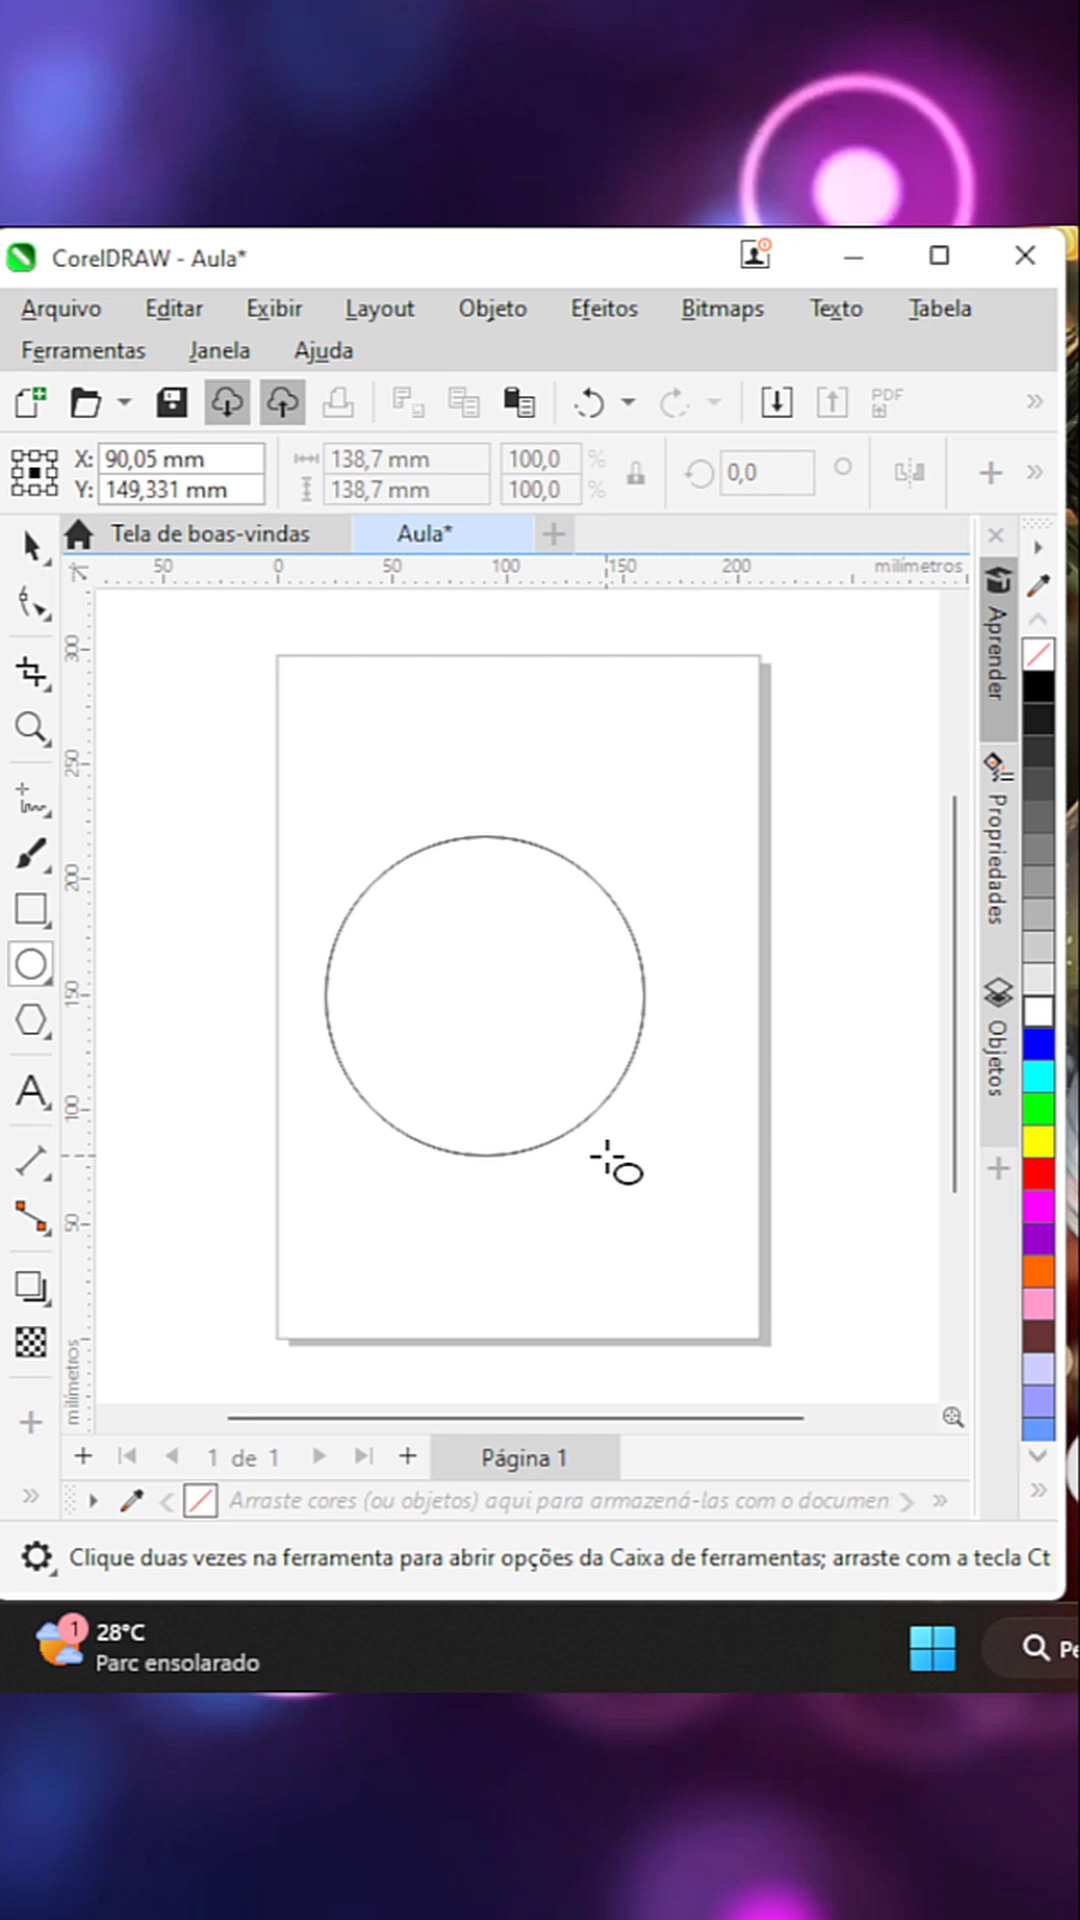 CorelDRAW - Aula*
Arquivo Editar Exibir Layout Objeto Efeitos Bitmaps Texto Tabela
Ferramentas Janela Ajuda
PDF
X: 90,05 mm 138,7 mm 100,0 %
Y: 149,331 mm 138,7 mm 100,0 %
0,0
Tela de boas-vindas Aula*
50 0 50 100 150 200 milímetros
300
250
200
150
100
50
milímetros
Aprender
Propriedades
Objetos
1 de 1 Página 1
Arraste cores (ou objetos) aqui para armazená-las com o documen
Clique duas vezes na ferramenta para abrir opções da Caixa de ferramentas; arraste com a tecla Ct
1 28°C
Parc ensolarado
Pe